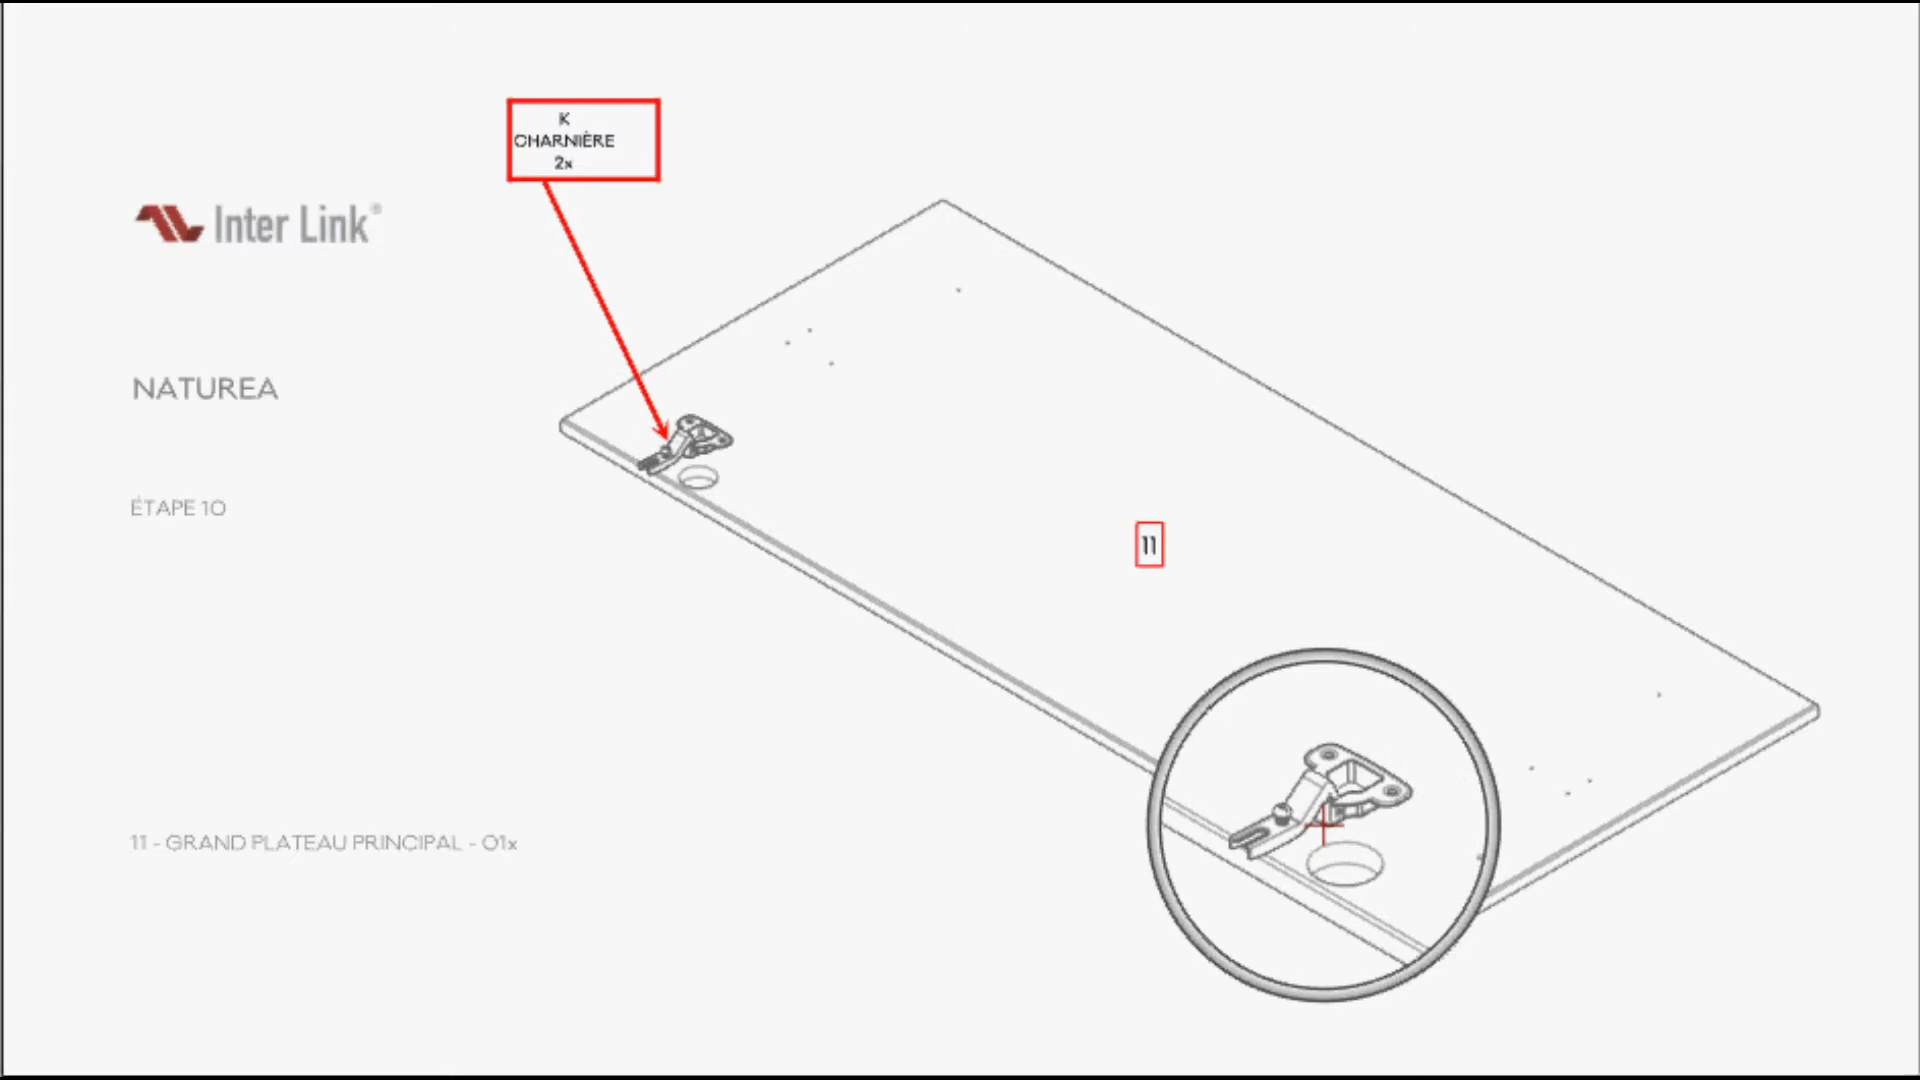 K
CHARNIÈRE
2x
Inter Link®
NATUREA
ÉTAPE 10
11
11 - GRAND PLATEAU PRINCIPAL - 01x